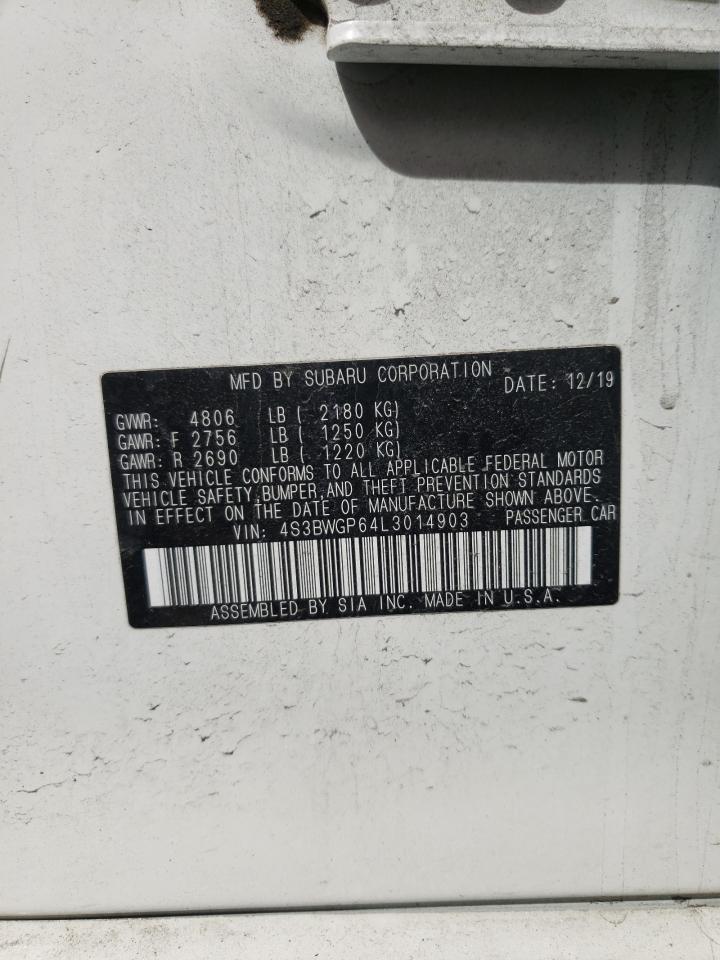 MFD BY SUBARU CORPORATION DATE: 12/19
GVWR: 4806 LB ( 2180 KG)
GAWR: F 2756 LB ( 1250 KG)
GAWR: R 2690 LB ( 1220 KG)
THIS VEHICLE CONFORMS TO ALL APPLICABLE FEDERAL MOTOR
VEHICLE SAFETY, BUMPER, AND THEFT PREVENTION STANDARDS
IN EFFECT ON THE DATE OF MANUFACTURE SHOWN ABOVE.
VIN: 4S3BWGP64L3014903 PASSENGER CAR
ASSEMBLED BY SIA INC. MADE IN U.S.A.